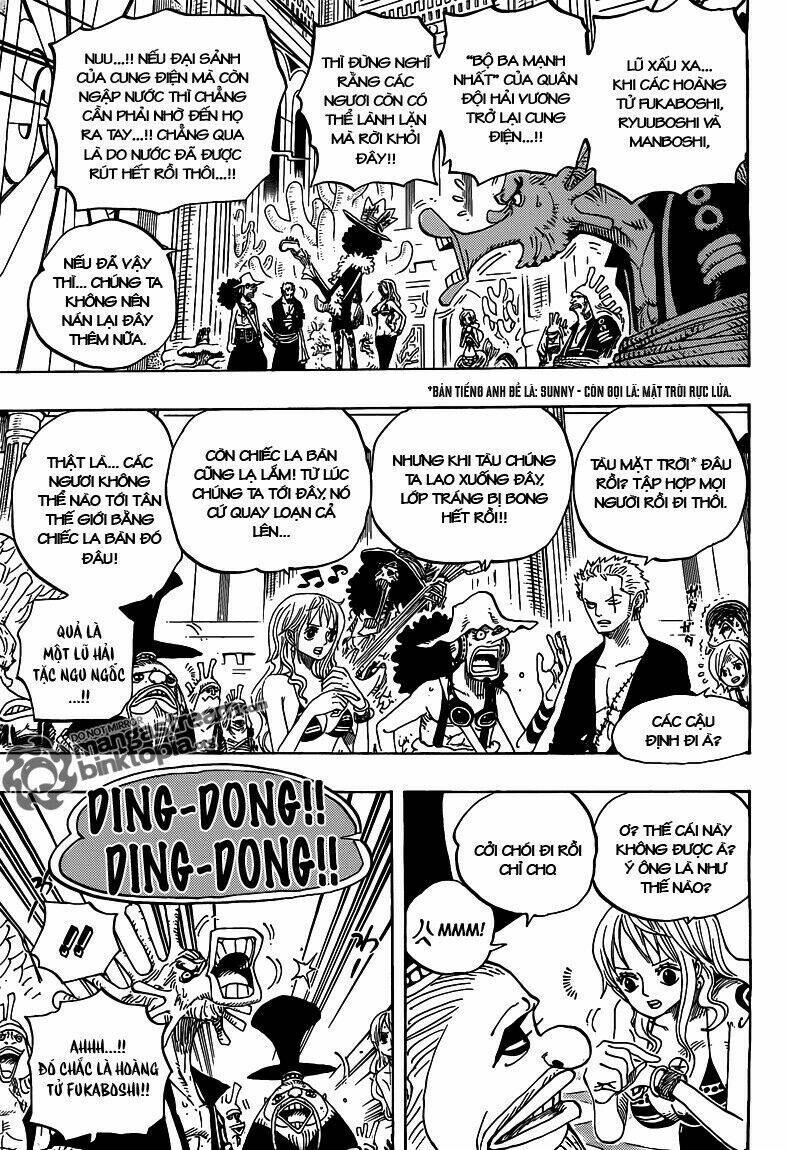 LŨ XẤU XA...
KHI CÁC HOÀNG
TỬ FUKABOSHI,
RYUUBOSHI VÀ
MANBOSHI,
"BỘ BA MẠNH
NHẤT" CỦA QUÂN
ĐỘI HẢI VƯƠNG
TRỞ LẠI CUNG
ĐIỆN...!!
THÌ ĐỪNG NGHĨ
RẰNG CÁC
NGƯƠI CÒN CÓ
THỂ LÀNH LẶN
MÀ RỜI KHỎI
ĐÂY!!
NUU...!! NẾU ĐẠI SẢNH
CỦA CUNG ĐIỆN MÀ CÒN
NGẬP NƯỚC THÌ CHẲNG
CẦN PHẢI NHỜ ĐẾN HỌ
RA TAY...!! CHẲNG QUA
LÀ DO NƯỚC ĐÃ ĐƯỢC
RÚT HẾT RỒI THÔI...!!
NẾU ĐÃ VẬY
THÌ... CHÚNG TA
KHÔNG NÊN
NÁN LẠI ĐÂY
THÊM NỮA.
*BẢN TIẾNG ANH ĐỂ LÀ: SUNNY - CÒN GỌI LÀ: MẶT TRỜI RỰC LỬA.
TÀU MẶT TRỜI* ĐÂU
RỒI? TẬP HỢP MỌI
NGƯỜI RỒI ĐI THÔI.
NHƯNG KHI TÀU CHÚNG
TA LAO XUỐNG ĐÂY,
LỚP TRÁNG BỊ BONG
HẾT RỒI!!
CÒN CHIẾC LA BÀN
CŨNG LẠ LẮM! TỪ LÚC
CHÚNG TA TỚI ĐÂY, NÓ
CỨ QUAY LOẠN CẢ
LÊN...
THẬT LÀ... CÁC
NGƯƠI KHÔNG
THỂ NÀO TỚI TÂN
THẾ GIỚI BẰNG
CHIẾC LA BÀN ĐÓ
ĐÂU!
QUẢ LÀ
MỘT LŨ HẢI
TẶC NGU NGỐC
...!!
CÁC CẬU
ĐỊNH ĐI À?
DO NOT MIRROR
mangastream.com
binktopia.com
Ơ? THẾ CÁI NÀY
KHÔNG ĐƯỢC À?
Ý ÔNG LÀ NHƯ
THẾ NÀO?
CỞI CHÓI ĐI RỒI
CHỈ CHO.
MMM!
DING-DONG!!
DING-DONG!!
!!
AHHH...!!
ĐÓ CHẮC LÀ HOÀNG
TỬ FUKABOSHI!!